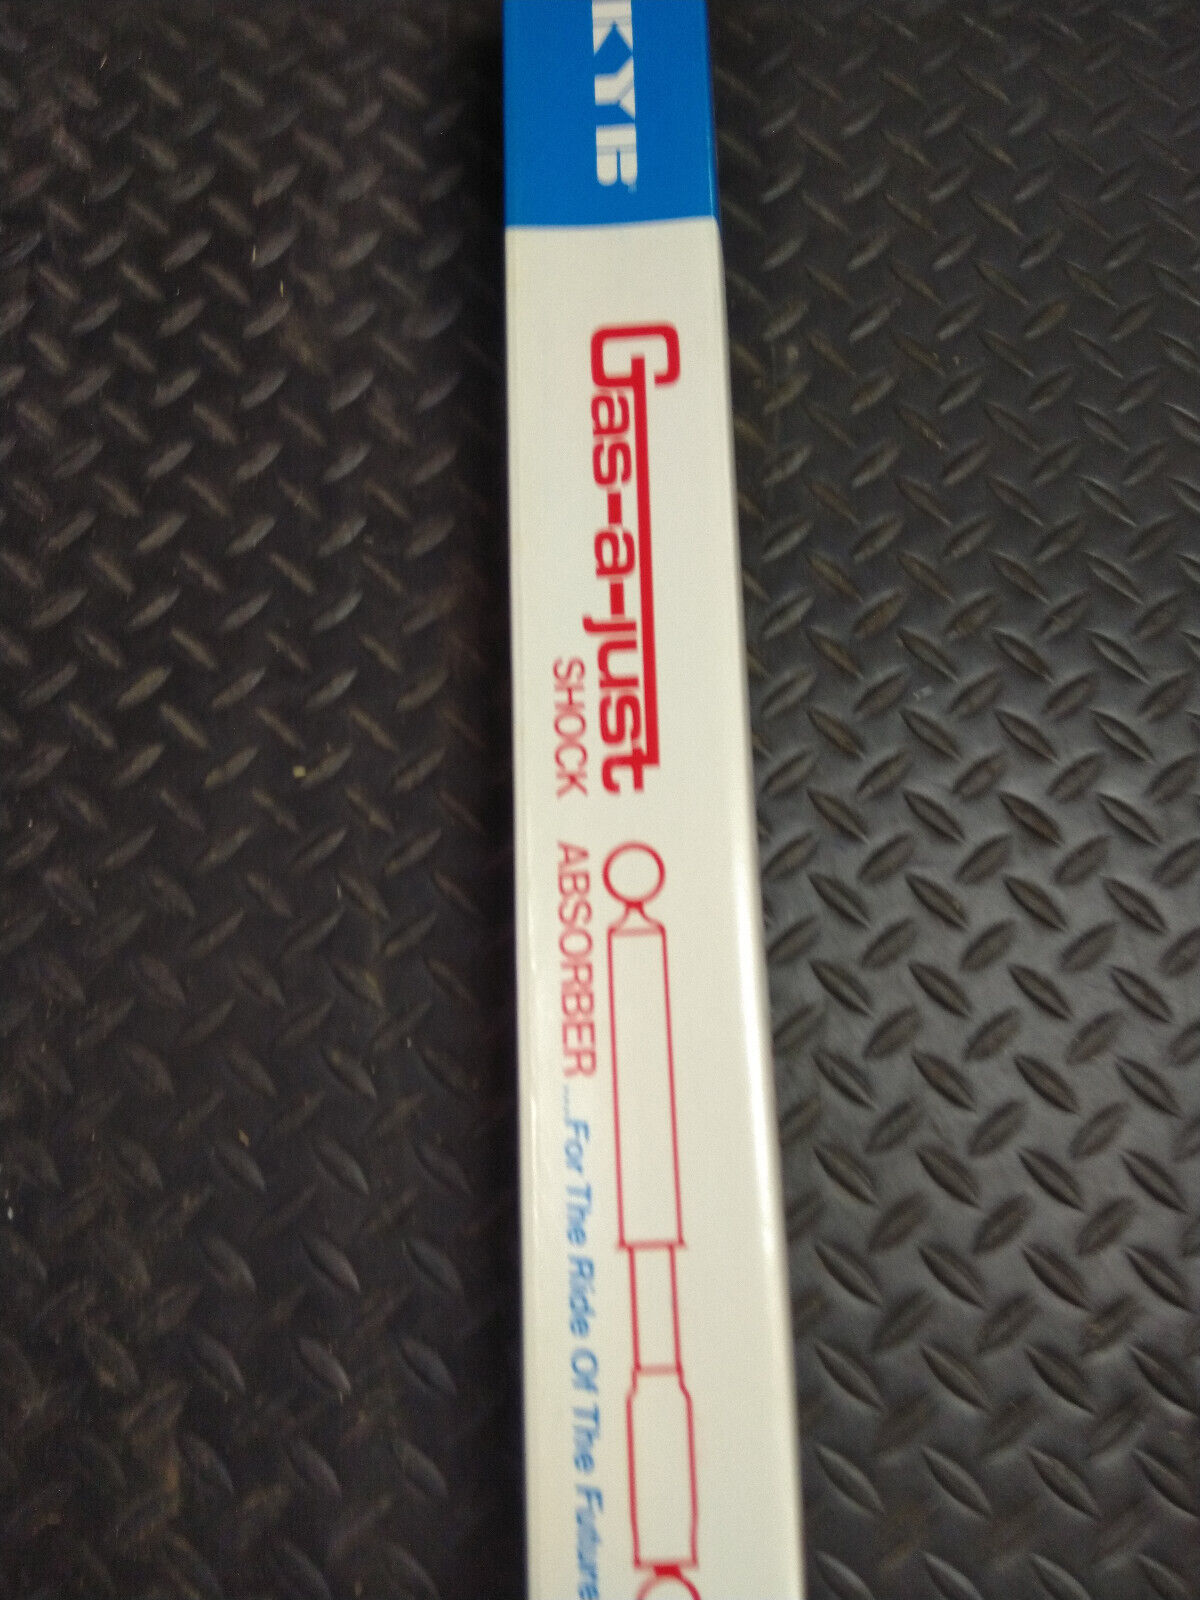 KYB
Gas-a-just
SHOCK ABSORBER....For The Ride Of The Future